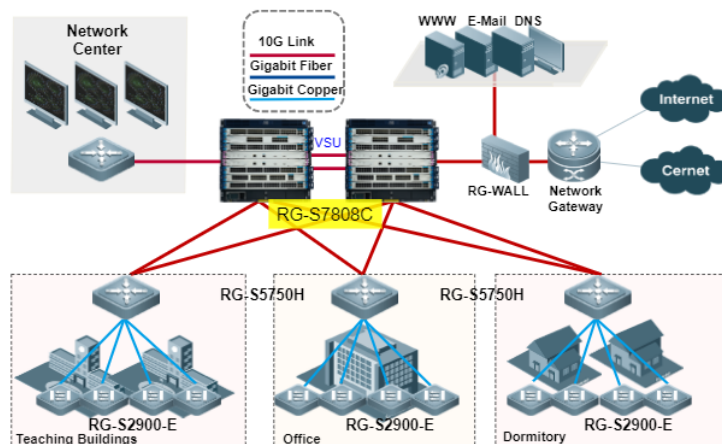 Network
Center
10G Link
Gigabit Fiber
Gigabit Copper
WWW E-Mail DNS
VSU
Internet
Cernet
RG-WALL
Network
Gateway
RG-S7808C
RG-S5750H
RG-S5750H
RG-S2900-E
Teaching Buildings
RG-S2900-E
Office
RG-S2900-E
Dormitory